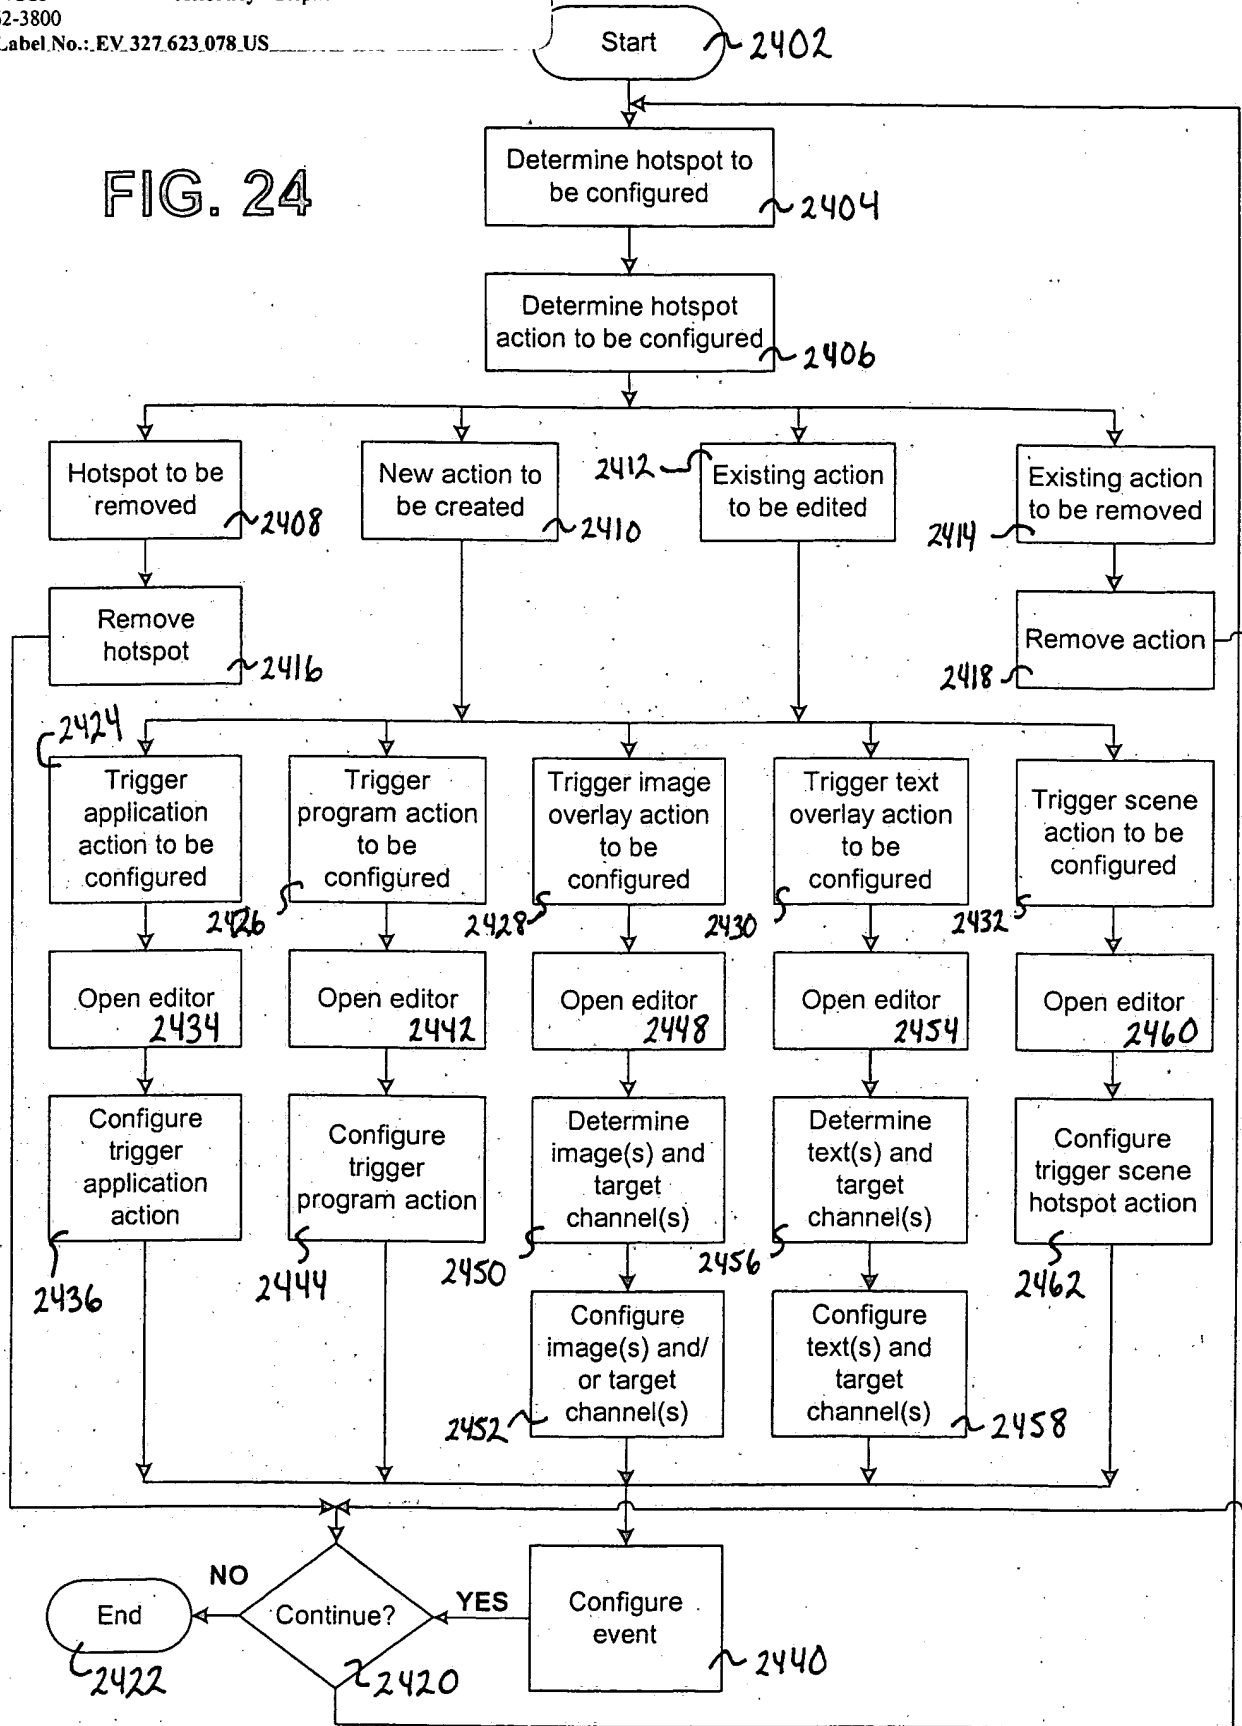 62-3800
Label No.: EV 327 623 078 US
Start
2402
FIG. 24
Determine hotspot to
be configured
2404
Determine hotspot
action to be configured
2406
Hotspot to be
removed
2408
New action to
be created
2410
2412
Existing action
to be edited
Existing action
to be removed
2414
Remove
hotspot
2416
Remove action
2418
2424
Trigger
application
action to be
configured
Trigger
program action
to be
configured
2426
Trigger image
overlay action
to be
configured
2428
Trigger text
overlay action
to be
configured
2430
Trigger scene
action to be
configured
2432
Open editor
2434
Open editor
2442
Open editor
2448
Open editor
2454
Open editor
2460
Configure
trigger
application
action
2436
Configure
trigger
program action
2444
Determine
image(s) and
target
channel(s)
2450
Determine
text(s) and
target
channel(s)
2456
Configure
trigger scene
hotspot action
2462
Configure
image(s) and/
or target
channel(s)
2452
Configure
text(s) and
target
channel(s)
2458
NO
End
2422
Continue?
2420
YES
Configure
event
2440